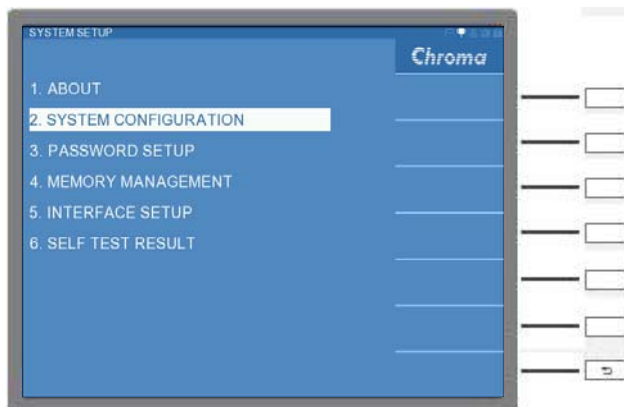 SYSTEM SETUP
Chroma
1. ABOUT
2. SYSTEM CONFIGURATION
3. PASSWORD SETUP
4. MEMORY MANAGEMENT
5. INTERFACE SETUP
6. SELF TEST RESULT